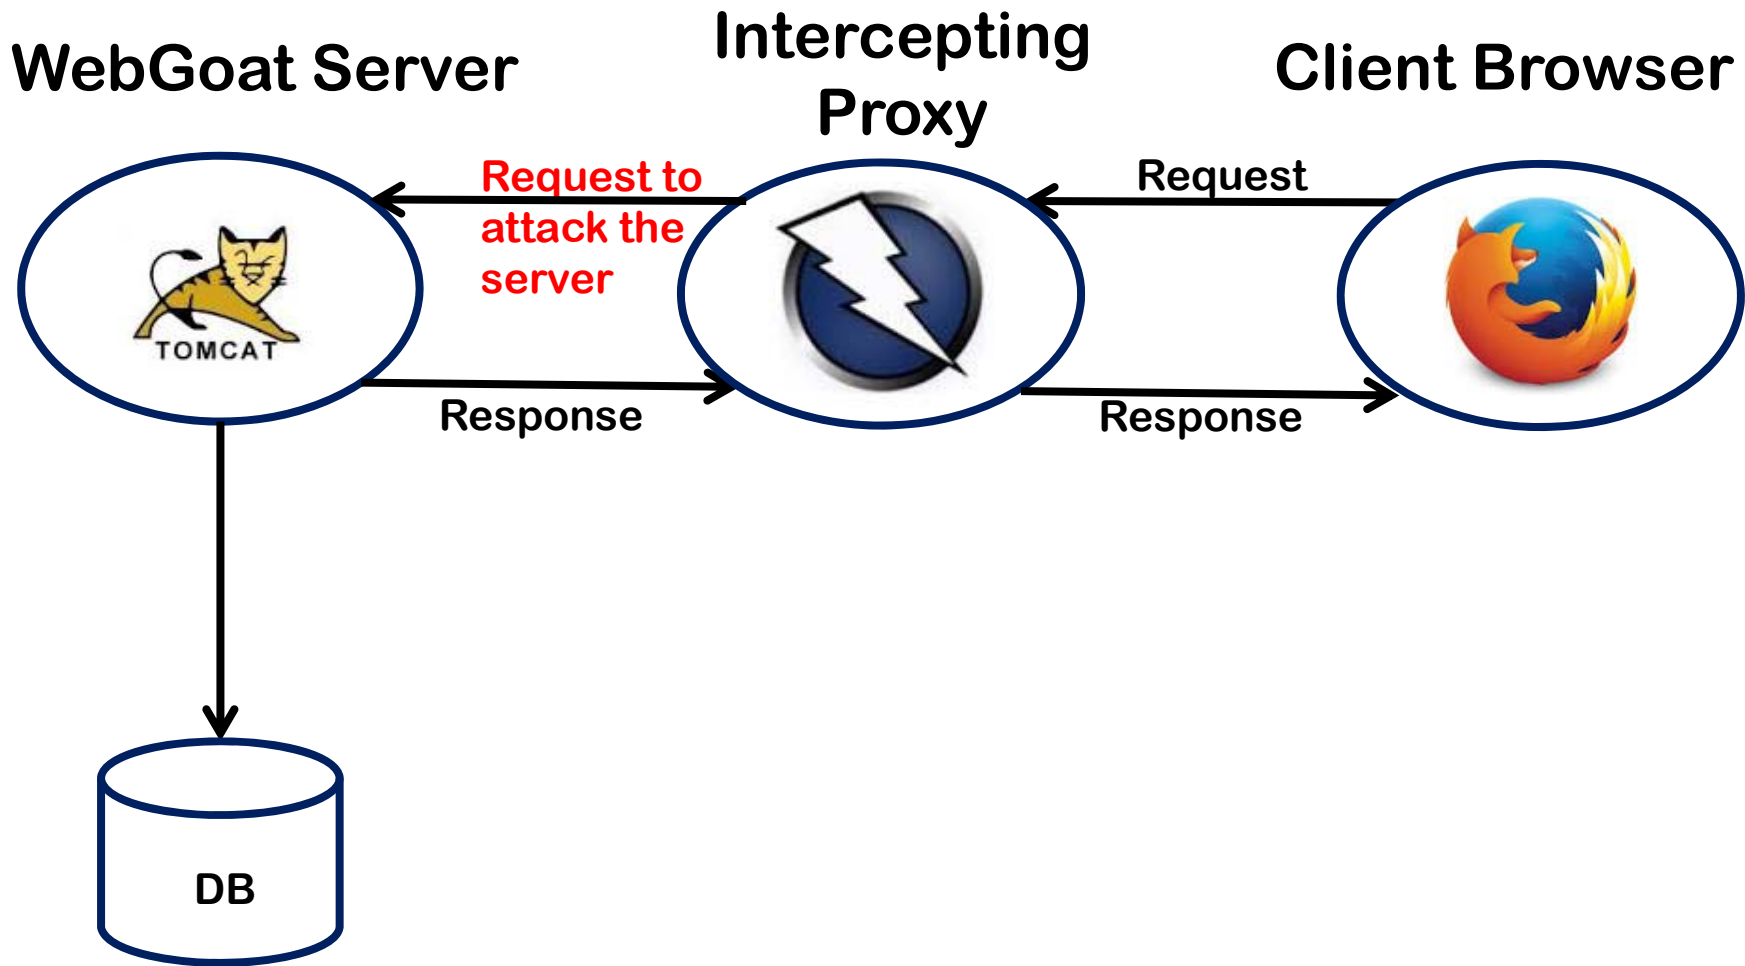 WebGoat Server
Intercepting
Proxy
Client Browser
Request to
attack the
server
Request
TOMCAT
Response
Response
DB